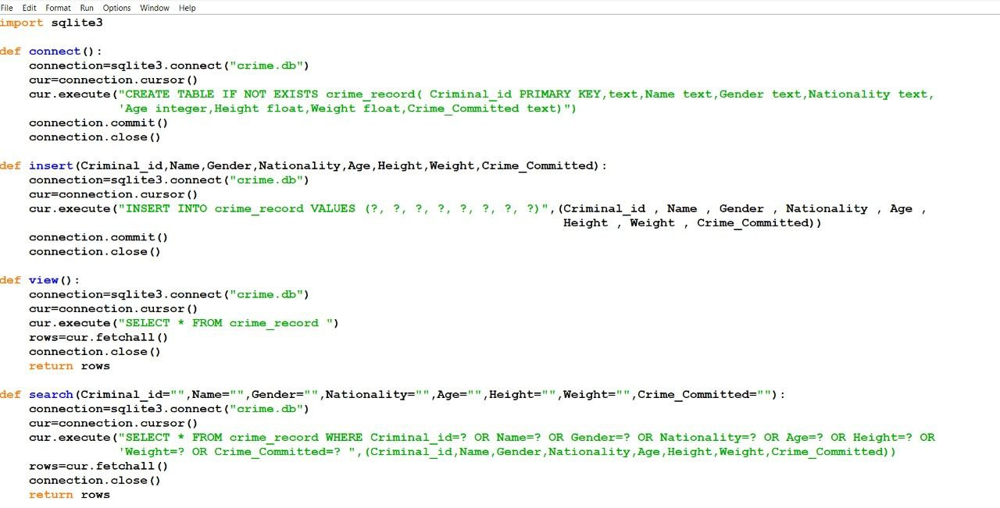 File Edit Format Run Options Window Help
import sqlite3
def connect():
    connection=sqlite3.connect("crime.db")
    cur=connection.cursor()
    cur.execute("CREATE TABLE IF NOT EXISTS crime_record( Criminal_id PRIMARY KEY,text,Name text,Gender text,Nationality text,
                'Age integer,Height float,Weight float,Crime_Committed text)")
    connection.commit()
    connection.close()
def insert(Criminal_id,Name,Gender,Nationality,Age,Height,Weight,Crime_Committed):
    connection=sqlite3.connect("crime.db")
    cur=connection.cursor()
    cur.execute("INSERT INTO crime_record VALUES (?, ?, ?, ?, ?, ?, ?, ?)",(Criminal_id , Name , Gender , Nationality , Age ,
                Height , Weight , Crime_Committed))
    connection.commit()
    connection.close()
def view():
    connection=sqlite3.connect("crime.db")
    cur=connection.cursor()
    cur.execute("SELECT * FROM crime_record ")
    rows=cur.fetchall()
    connection.close()
    return rows
def search(Criminal_id="",Name="",Gender="",Nationality="",Age="",Height="",Weight="",Crime_Committed=""):
    connection=sqlite3.connect("crime.db")
    cur=connection.cursor()
    cur.execute("SELECT * FROM crime_record WHERE Criminal_id=? OR Name=? OR Gender=? OR Nationality=? OR Age=? OR Height=? OR
                'Weight=? OR Crime_Committed=? ",(Criminal_id,Name,Gender,Nationality,Age,Height,Weight,Crime_Committed))
    rows=cur.fetchall()
    connection.close()
    return rows